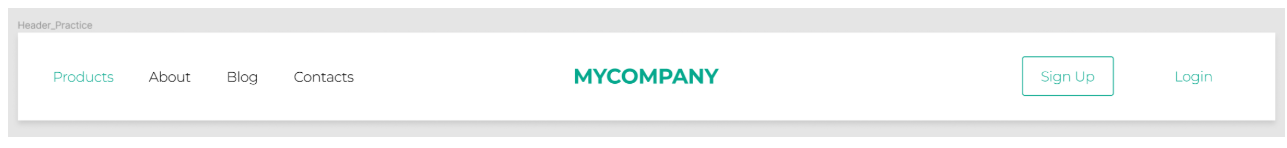 Header_Practice
Products About Blog Contacts MYCOMPANY Sign Up Login